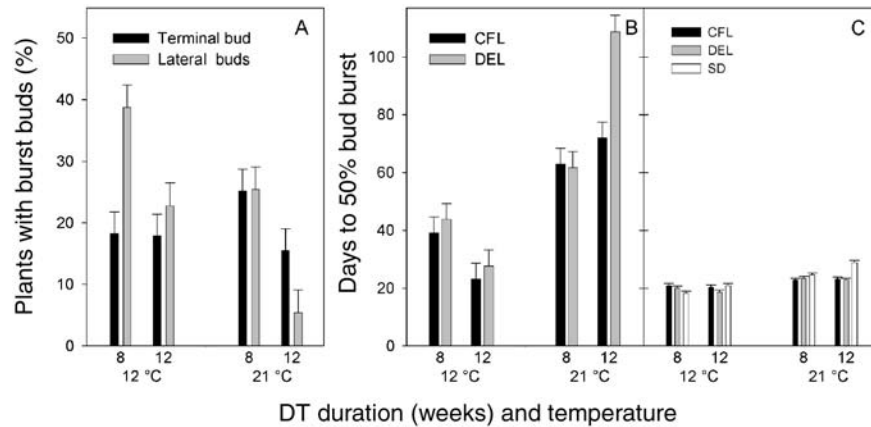 Plants with burst buds (%)
50
40
30
20
10
0
A
Terminal bud
Lateral buds
8 12 8 12
12 °C 21 °C
Days to 50% bud burst
100
80
60
40
20
0
B
CFL
DEL
8 12 8 12
12 °C 21 °C
C
CFL
DEL
SD
8 12 8 12
12 °C 21 °C
DT duration (weeks) and temperature